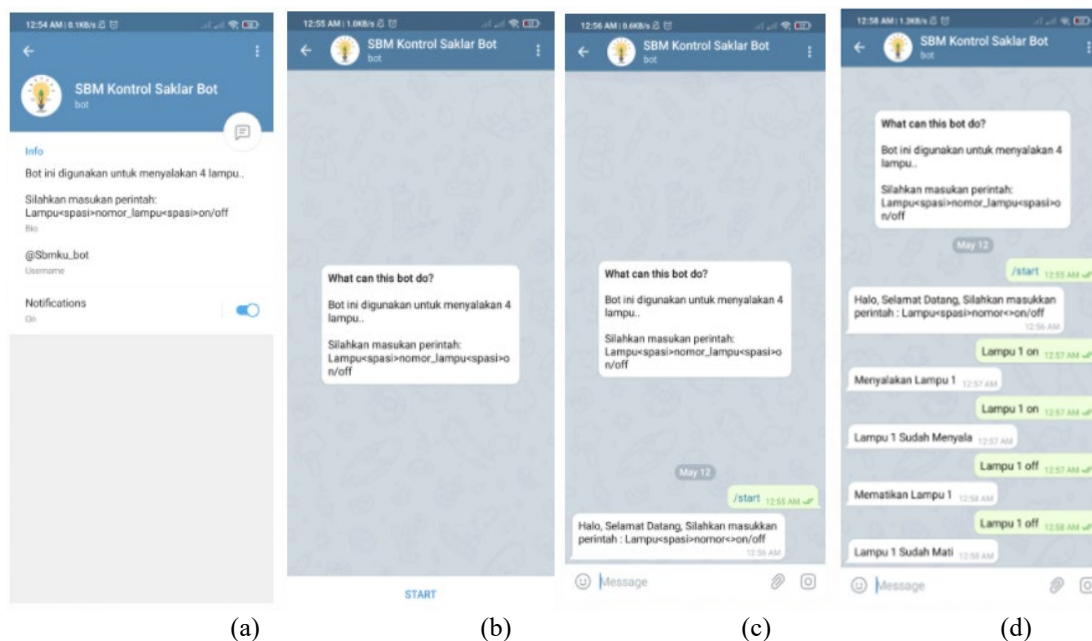 12:54 AM | 0.1KB/s
SBM Kontrol Saklar Bot
bot
Info
Bot ini digunakan untuk menyalakan 4 lampu..
Silahkan masukan perintah:
Lampu<spasi>nomor_lampu<spasi>on/off
Bio
@Sbmku_bot
Username
Notifications
On
(a)
12:55 AM | 1.0KB/s
SBM Kontrol Saklar Bot
bot
What can this bot do?
Bot ini digunakan untuk menyalakan 4
lampu..
Silahkan masukan perintah:
Lampu<spasi>nomor_lampu<spasi>o
n/off
START
(b)
12:56 AM | 0.6KB/s
SBM Kontrol Saklar Bot
bot
What can this bot do?
Bot ini digunakan untuk menyalakan 4
lampu..
Silahkan masukan perintah:
Lampu<spasi>nomor_lampu<spasi>o
n/off
May 12
/start 12:55 AM
Halo, Selamat Datang, Silahkan masukkan
perintah : Lampu<spasi>nomor<>on/off
12:56 AM
Message
(c)
12:58 AM | 1.3KB/s
SBM Kontrol Saklar Bot
bot
What can this bot do?
Bot ini digunakan untuk menyalakan 4
lampu..
Silahkan masukan perintah:
Lampu<spasi>nomor_lampu<spasi>o
n/off
May 12
/start 12:55 AM
Halo, Selamat Datang, Silahkan masukkan
perintah : Lampu<spasi>nomor<>on/off
12:56 AM
Lampu 1 on 12:57 AM
Menyalakan Lampu 1 12:57 AM
Lampu 1 on 12:57 AM
Lampu 1 Sudah Menyala 12:57 AM
Lampu 1 off 12:57 AM
Mematikan Lampu 1 12:58 AM
Lampu 1 off 12:58 AM
Lampu 1 Sudah Mati 12:58 AM
Message
(d)